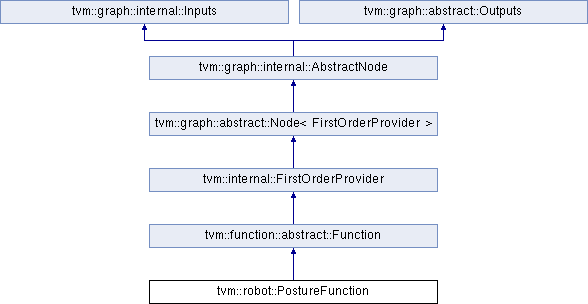 tvm::graph::internal::Inputs
tvm::graph::abstract::Outputs
tvm::graph::internal::AbstractNode
tvm::graph::abstract::Node< FirstOrderProvider >
tvm::internal::FirstOrderProvider
tvm::function::abstract::Function
tvm::robot::PostureFunction